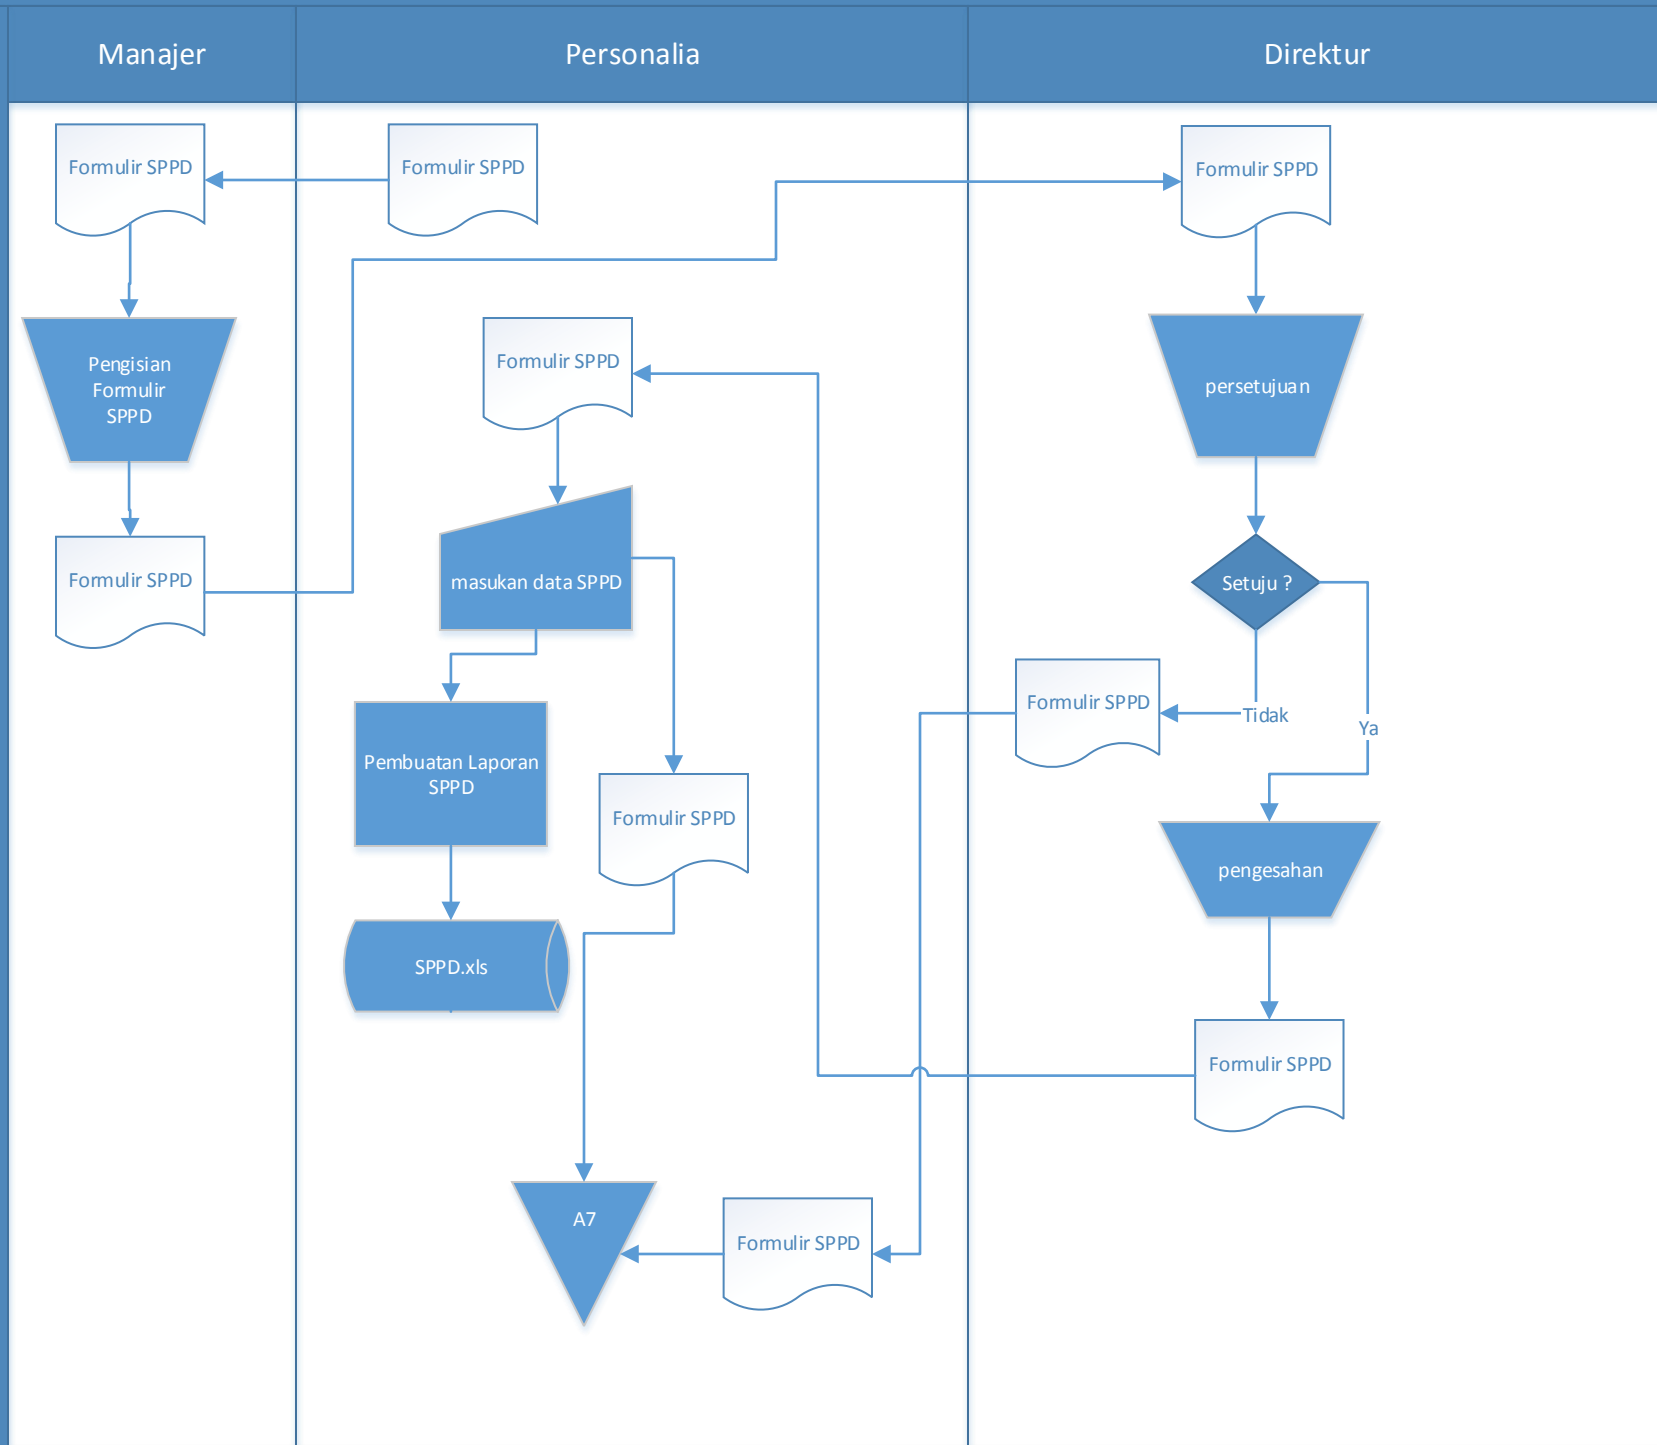 Manajer
Personalia
Direktur
Formulir SPPD
Formulir SPPD
Formulir SPPD
Pengisian
Formulir
SPPD
Formulir SPPD
persetujuan
Formulir SPPD
masukan data SPPD
Setuju ?
Formulir SPPD
Tidak
Ya
Pembuatan Laporan
SPPD
Formulir SPPD
pengesahan
SPPD.xls
Formulir SPPD
A7
Formulir SPPD